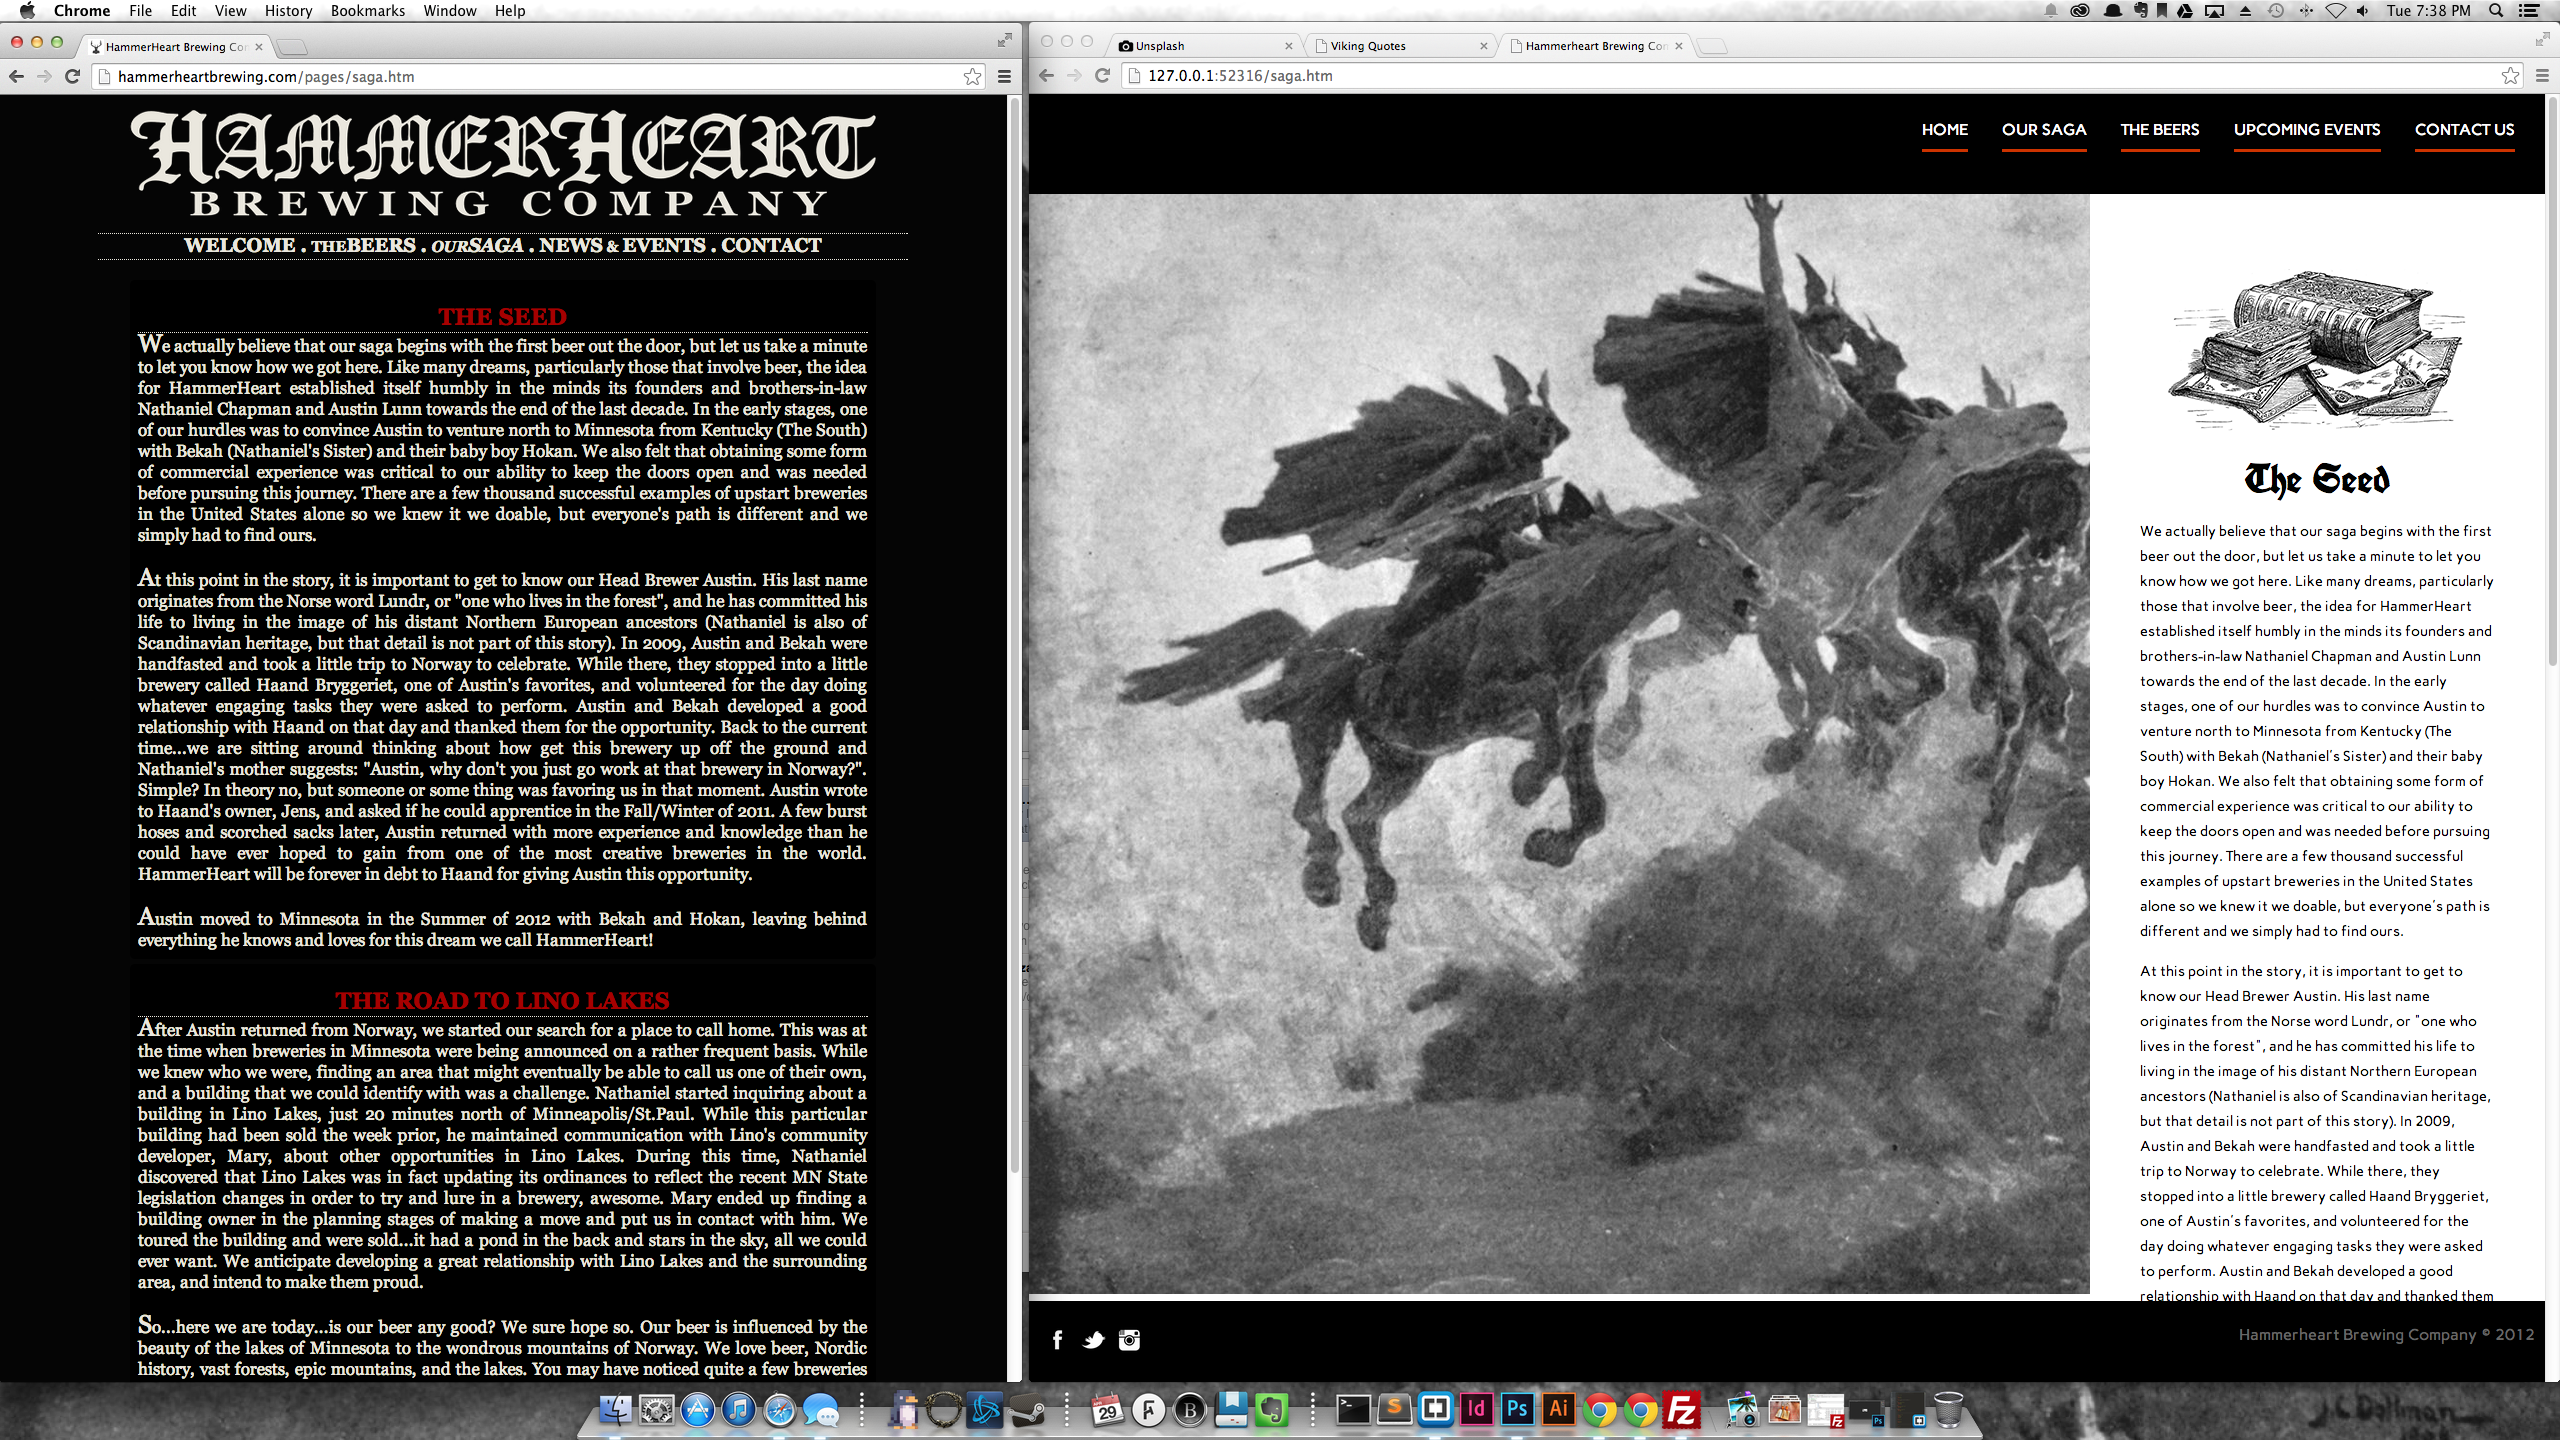 Chrome File Edit View History Bookmarks Window Help
Tue 7:38 PM
HammerHeart Brewing Co
hammerheartbrewing.com/pages/saga.htm
HAMMERHEART
BREWING COMPANY
WELCOME . THEBEERS . OURSAGA . NEWS & EVENTS . CONTACT
THE SEED
We actually believe that our saga begins with the first beer out the door, but let us take a minute
to let you know how we got here. Like many dreams, particularly those that involve beer, the idea
for HammerHeart established itself humbly in the minds its founders and brothers-in-law
Nathaniel Chapman and Austin Lunn towards the end of the last decade. In the early stages, one
of our hurdles was to convince Austin to venture north to Minnesota from Kentucky (The South)
with Bekah (Nathaniel's Sister) and their baby boy Hokan. We also felt that obtaining some form
of commercial experience was critical to our ability to keep the doors open and was needed
before pursuing this journey. There are a few thousand successful examples of upstart breweries
in the United States alone so we knew it we doable, but everyone's path is different and we
simply had to find ours.
At this point in the story, it is important to get to know our Head Brewer Austin. His last name
originates from the Norse word Lundr, or "one who lives in the forest", and he has committed his
life to living in the image of his distant Northern European ancestors (Nathaniel is also of
Scandinavian heritage, but that detail is not part of this story). In 2009, Austin and Bekah were
handfasted and took a little trip to Norway to celebrate. While there, they stopped into a little
brewery called Haand Bryggeriet, one of Austin's favorites, and volunteered for the day doing
whatever engaging tasks they were asked to perform. Austin and Bekah developed a good
relationship with Haand on that day and thanked them for the opportunity. Back to the current
time...we are sitting around thinking about how get this brewery up off the ground and
Nathaniel's mother suggests: "Austin, why don't you just go work at that brewery in Norway?".
Simple? In theory no, but someone or some thing was favoring us in that moment. Austin wrote
to Haand's owner, Jens, and asked if he could apprentice in the Fall/Winter of 2011. A few burst
hoses and scorched sacks later, Austin returned with more experience and knowledge than he
could have ever hoped to gain from one of the most creative breweries in the world.
HammerHeart will be forever in debt to Haand for giving Austin this opportunity.
Austin moved to Minnesota in the Summer of 2012 with Bekah and Hokan, leaving behind
everything he knows and loves for this dream we call HammerHeart!
THE ROAD TO LINO LAKES
After Austin returned from Norway, we started our search for a place to call home. This was at
the time when breweries in Minnesota were being announced on a rather frequent basis. While
we knew who we were, finding an area that might eventually be able to call us one of their own,
and a building that we could identify with was a challenge. Nathaniel started inquiring about a
building in Lino Lakes, just 20 minutes north of Minneapolis/St.Paul. While this particular
building had been sold the week prior, he maintained communication with Lino's community
developer, Mary, about other opportunities in Lino Lakes. During this time, Nathaniel
discovered that Lino Lakes was in fact updating its ordinances to reflect the recent MN State
legislation changes in order to try and lure in a brewery, awesome. Mary ended up finding a
building owner in the planning stages of making a move and put us in contact with him. We
toured the building and were sold...it had a pond in the back and stars in the sky, all we could
ever want. We anticipate developing a great relationship with Lino Lakes and the surrounding
area, and intend to make them proud.
So...here we are today...is our beer any good? We sure hope so. Our beer is influenced by the
beauty of the lakes of Minnesota to the wondrous mountains of Norway. We love beer, Nordic
history, vast forests, epic mountains, and the lakes. You may have noticed quite a few breweries
Unsplash
Viking Quotes
Hammerheart Brewing Co
127.0.0.1:52316/saga.htm
HOME OUR SAGA THE BEERS UPCOMING EVENTS CONTACT US
The Seed
We actually believe that our saga begins with the first
beer out the door, but let us take a minute to let you
know how we got here. Like many dreams, particularly
those that involve beer, the idea for HammerHeart
established itself humbly in the minds its founders and
brothers-in-law Nathaniel Chapman and Austin Lunn
towards the end of the last decade. In the early
stages, one of our hurdles was to convince Austin to
venture north to Minnesota from Kentucky (The
South) with Bekah (Nathaniel's Sister) and their baby
boy Hokan. We also felt that obtaining some form of
commercial experience was critical to our ability to
keep the doors open and was needed before pursuing
this journey. There are a few thousand successful
examples of upstart breweries in the United States
alone so we knew it we doable, but everyone's path is
different and we simply had to find ours.
At this point in the story, it is important to get to
know our Head Brewer Austin. His last name
originates from the Norse word Lundr, or "one who
lives in the forest", and he has committed his life to
living in the image of his distant Northern European
ancestors (Nathaniel is also of Scandinavian heritage,
but that detail is not part of this story). In 2009,
Austin and Bekah were handfasted and took a little
trip to Norway to celebrate. While there, they
stopped into a little brewery called Haand Bryggeriet,
one of Austin's favorites, and volunteered for the
day doing whatever engaging tasks they were asked
to perform. Austin and Bekah developed a good
relationship with Haand on that day and thanked them
Hammerheart Brewing Company © 2012
29
B
S
Id
Ps
Ai
Fz